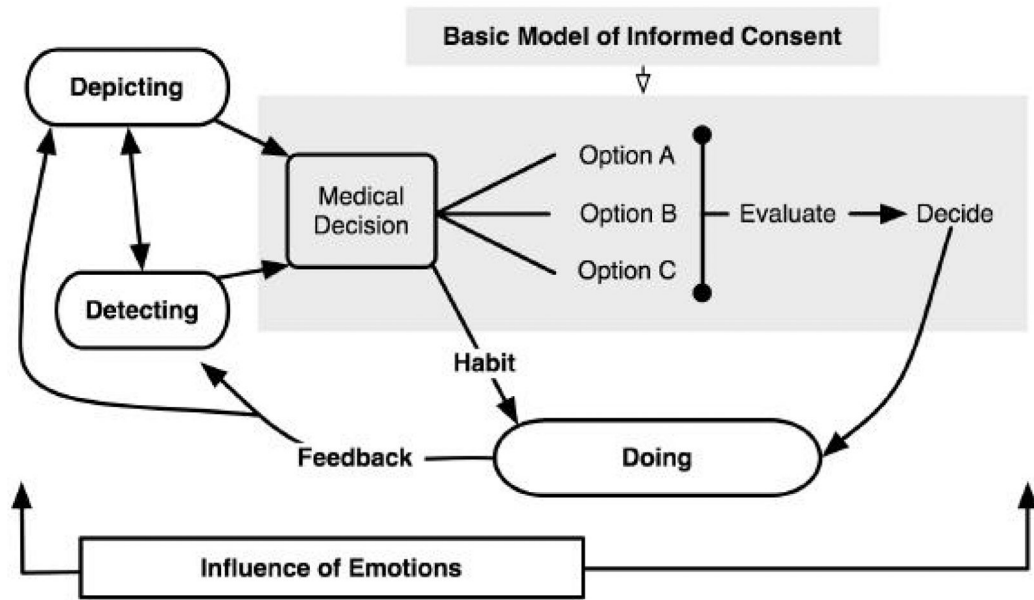 Basic Model of Informed Consent
Depicting
Medical
Decision
Option A
Option B
Option C
Evaluate
Decide
Detecting
Habit
Feedback
Doing
Influence of Emotions